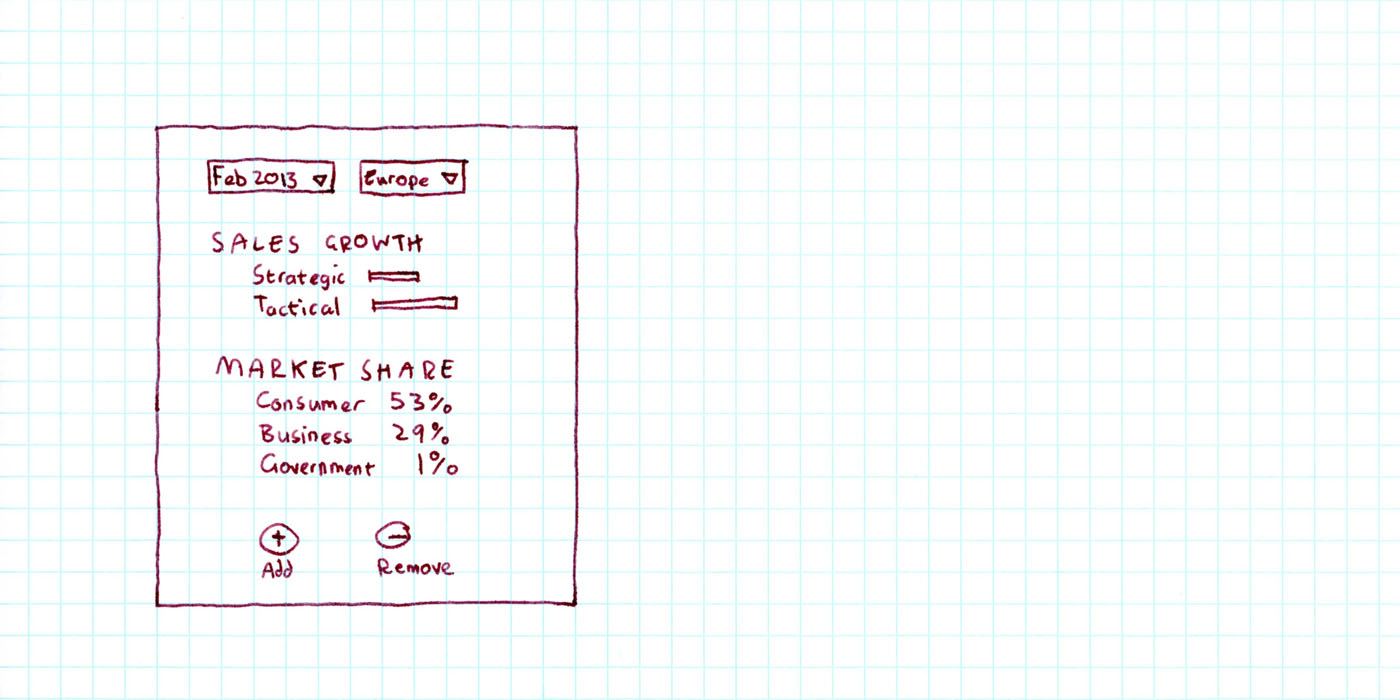 Feb 2013 Europe
SALES GROWTH
Strategic
Tactical
MARKET SHARE
Consumer 53%
Business 29%
Government 1%
+ −
Add Remove